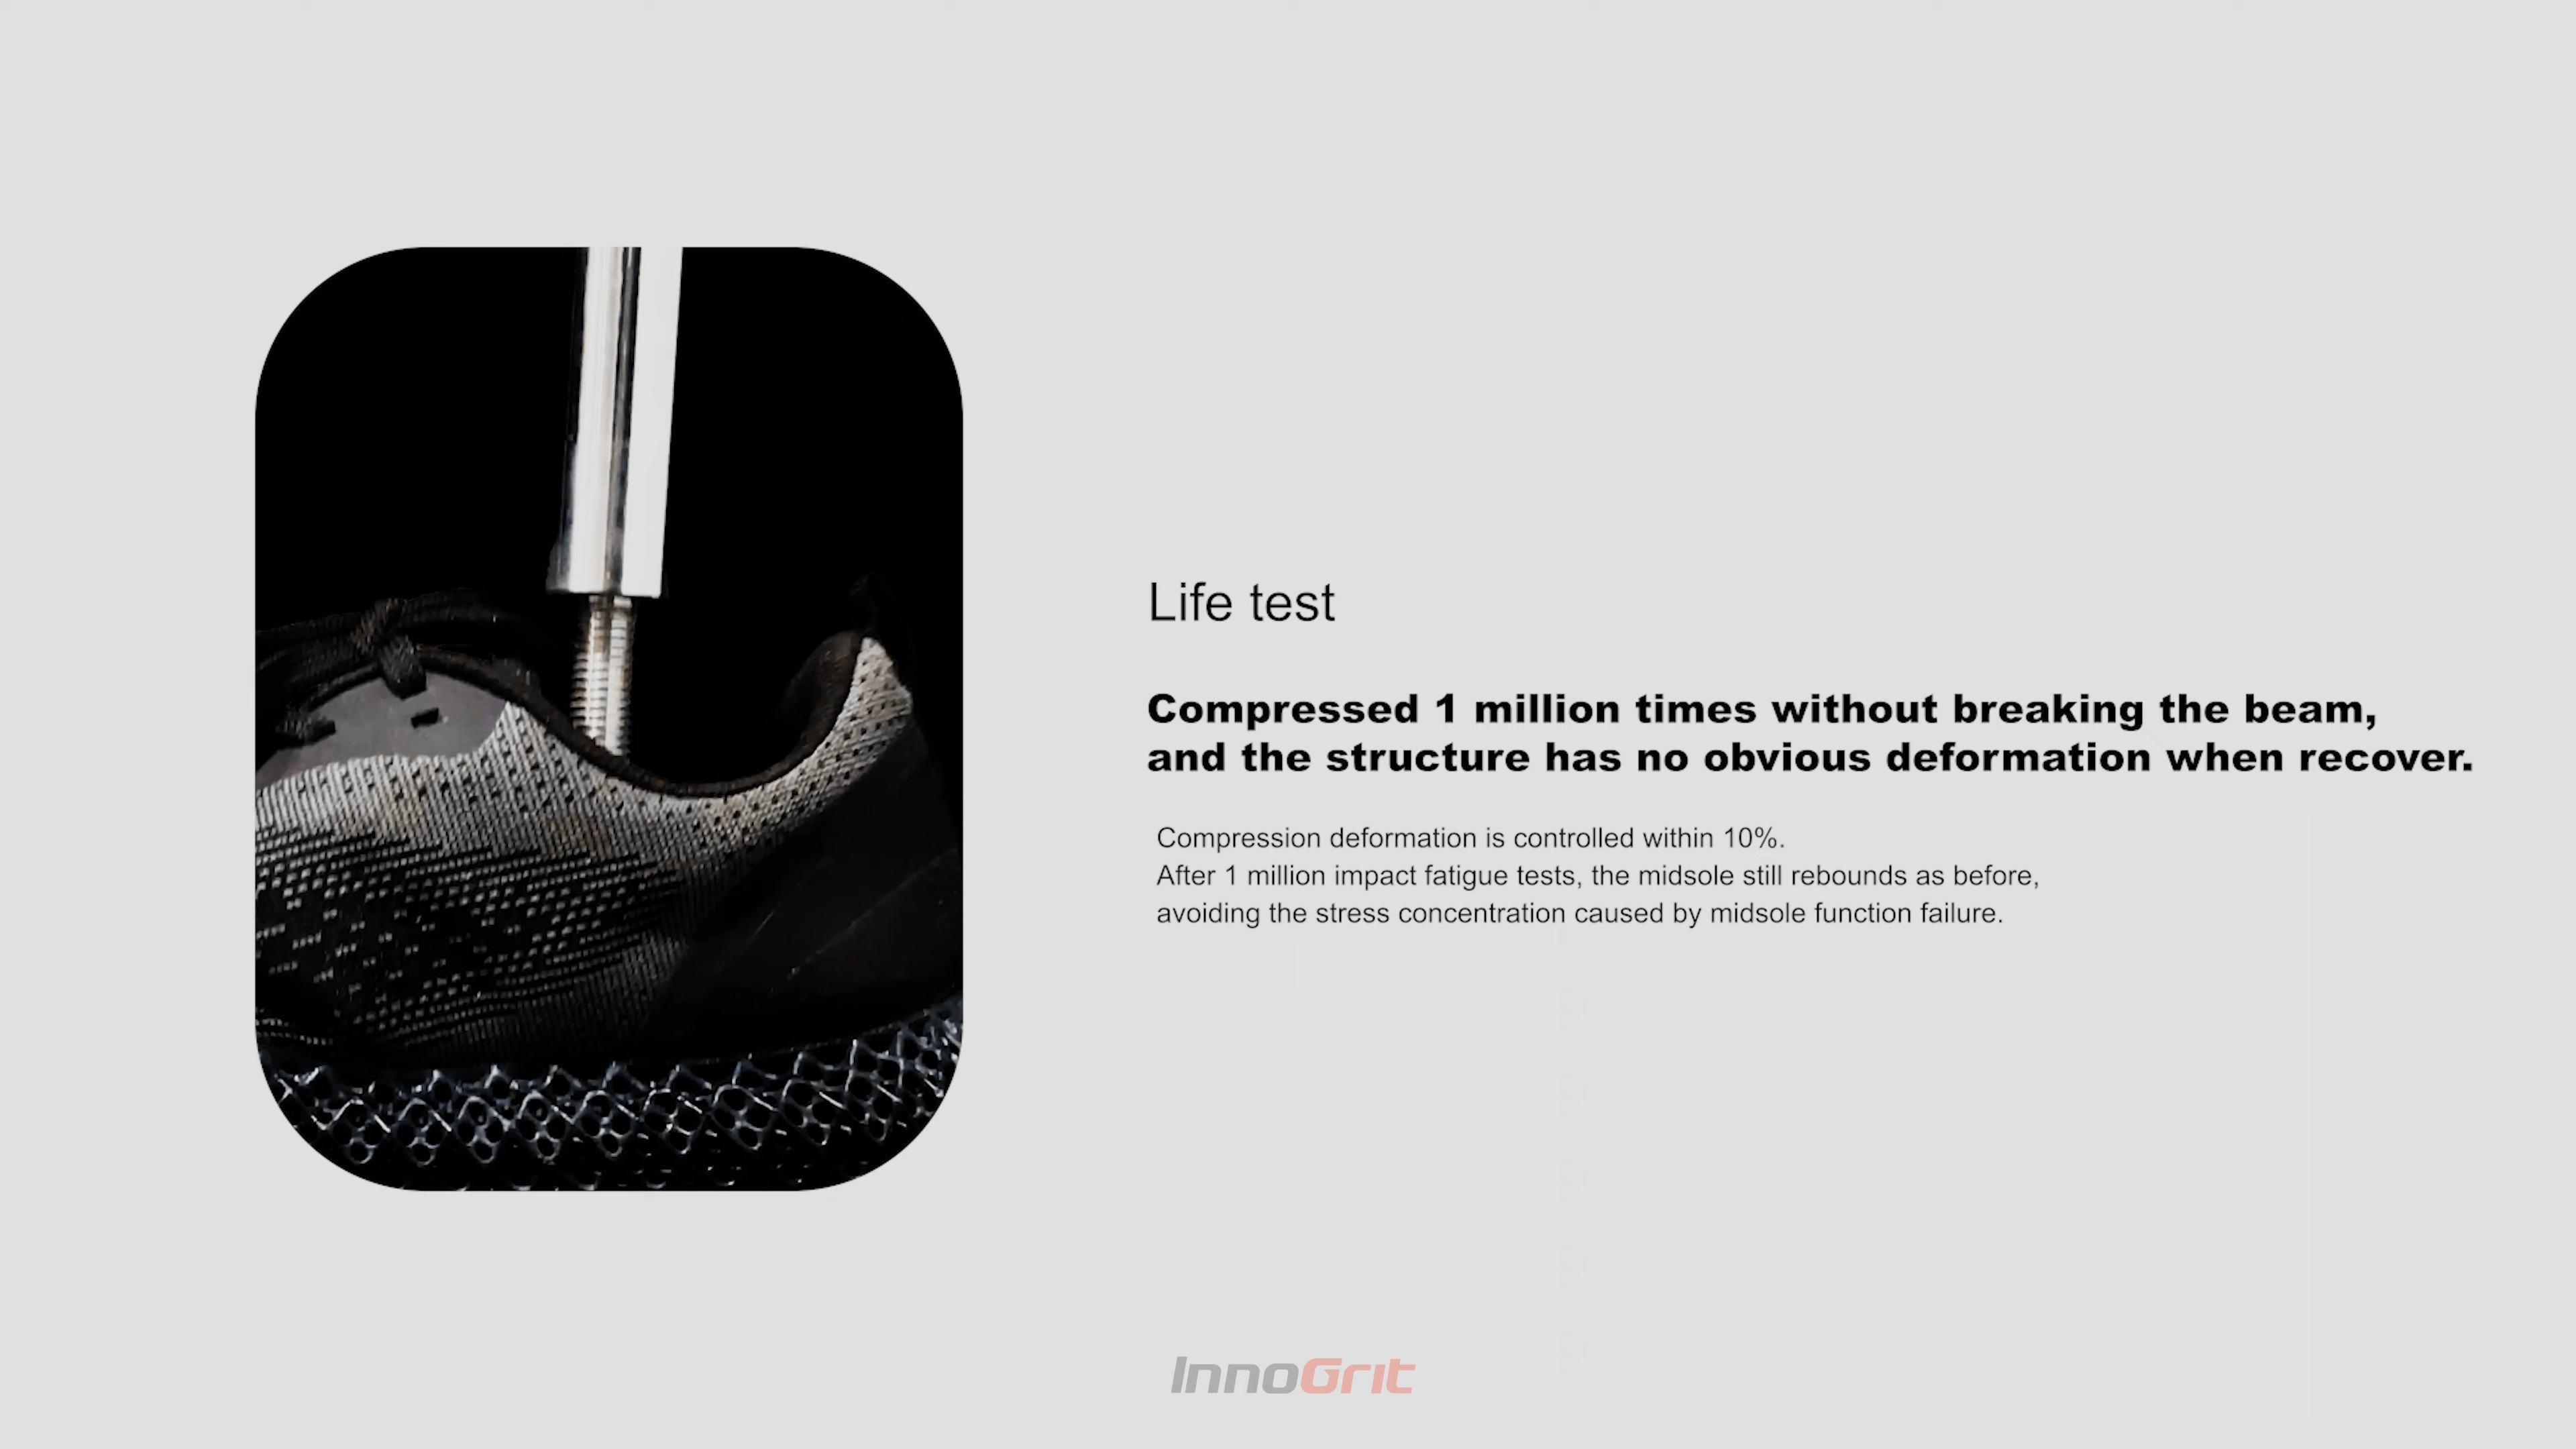 Life test
Compressed 1 million times without breaking the beam,
and the structure has no obvious deformation when recover.
Compression deformation is controlled within 10%.
After 1 million impact fatigue tests, the midsole still rebounds as before,
avoiding the stress concentration caused by midsole function failure.
InnoGrit